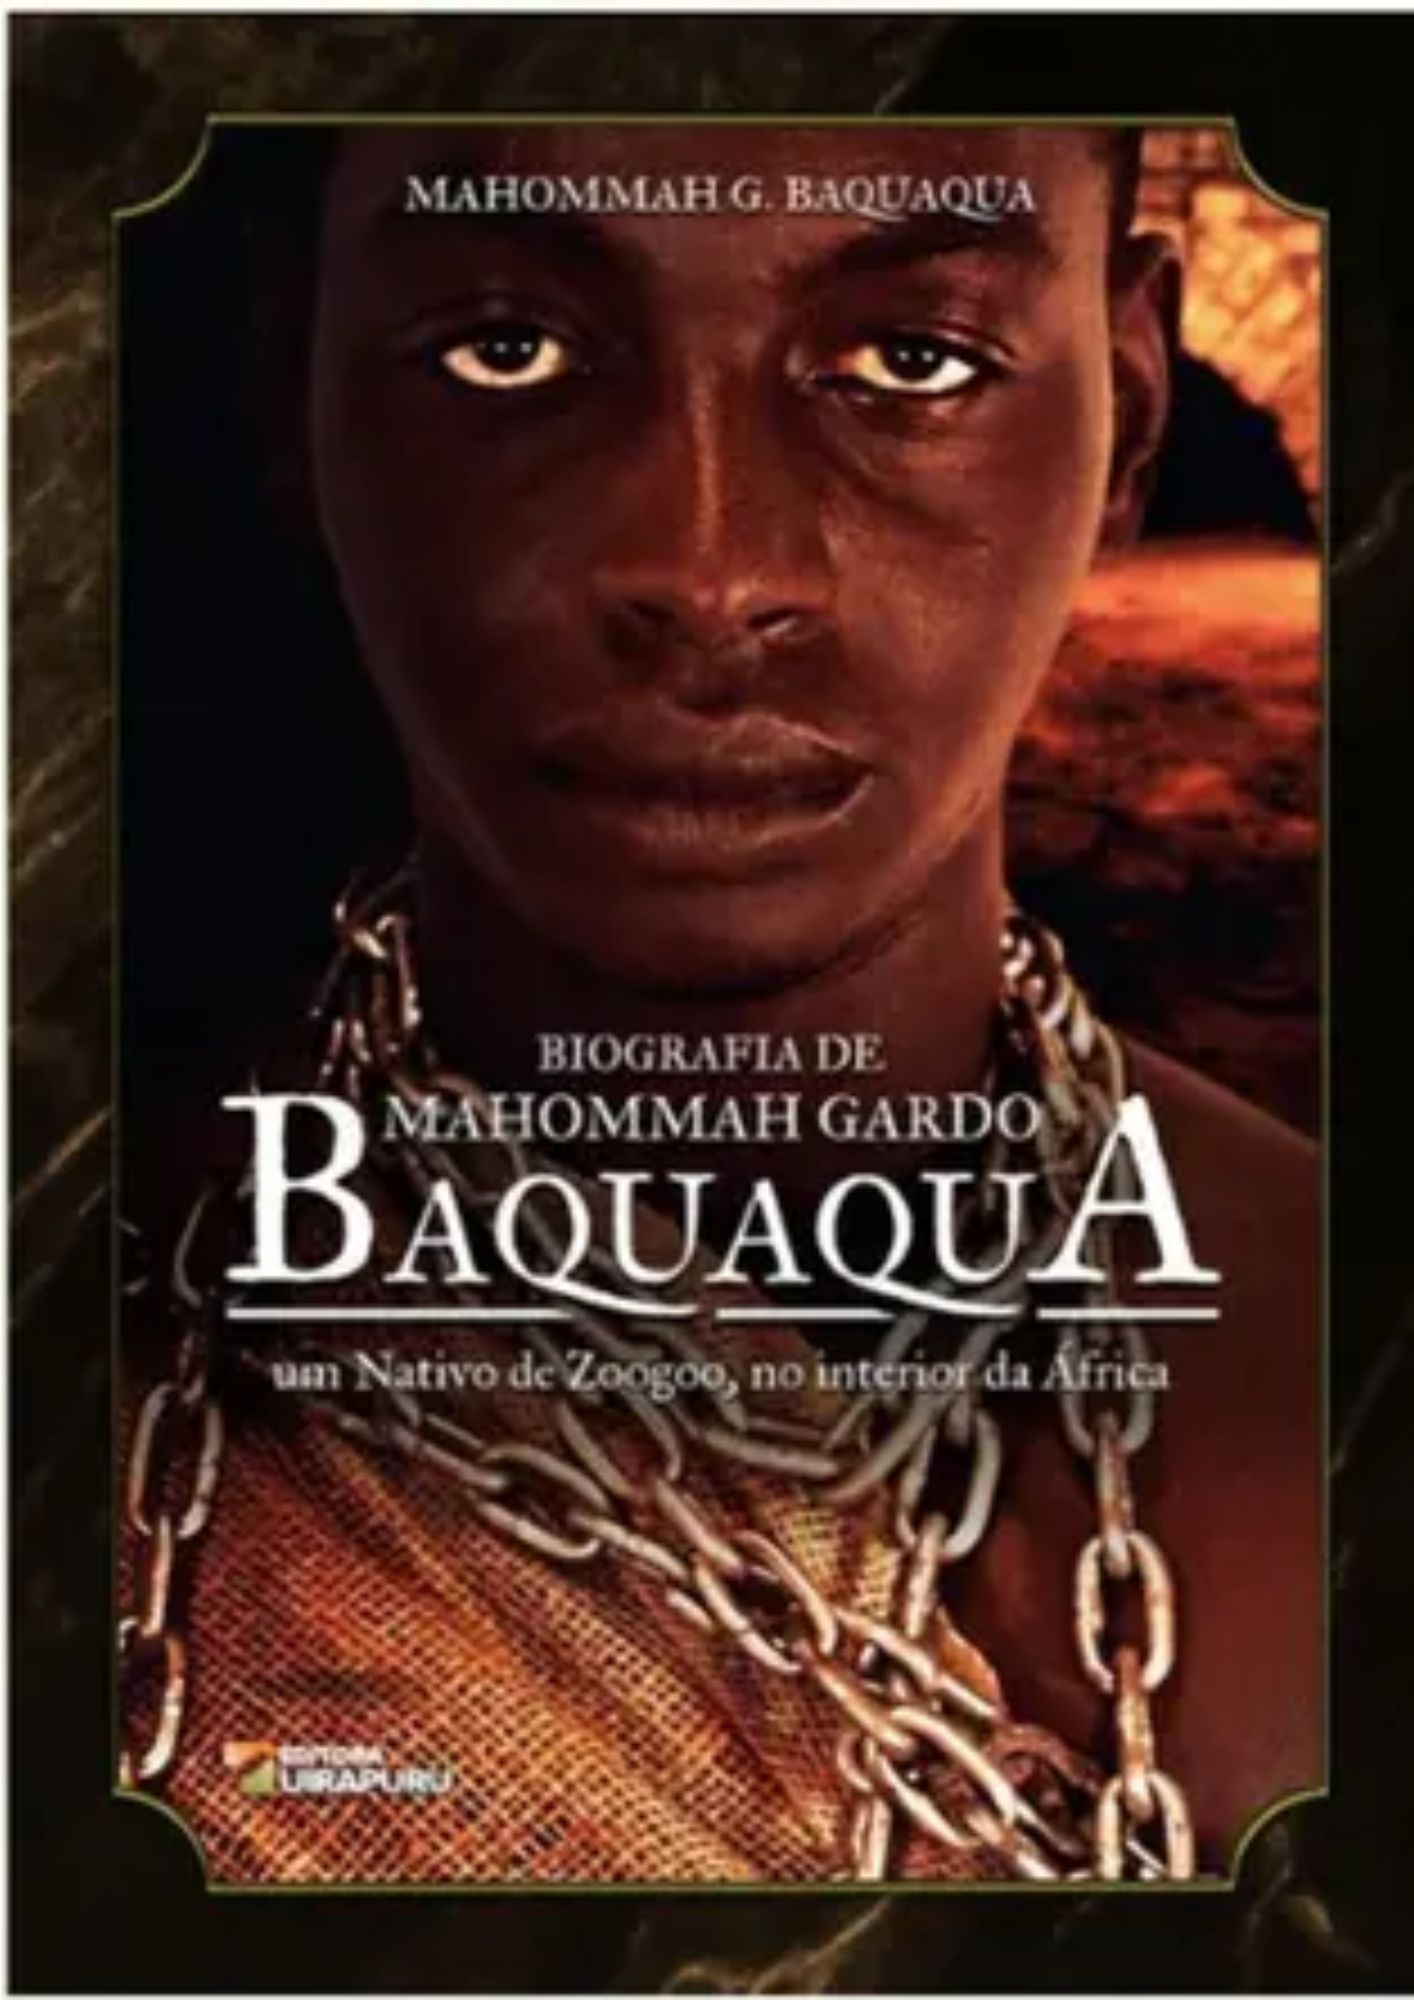 MAHOMMAH G. BAQUAQUA
BIOGRAFIA DE
MAHOMMAH GARDO
BAQUAQUA
um Nativo de Zoogoo, no interior da África
EDITORA
UIRAPURU